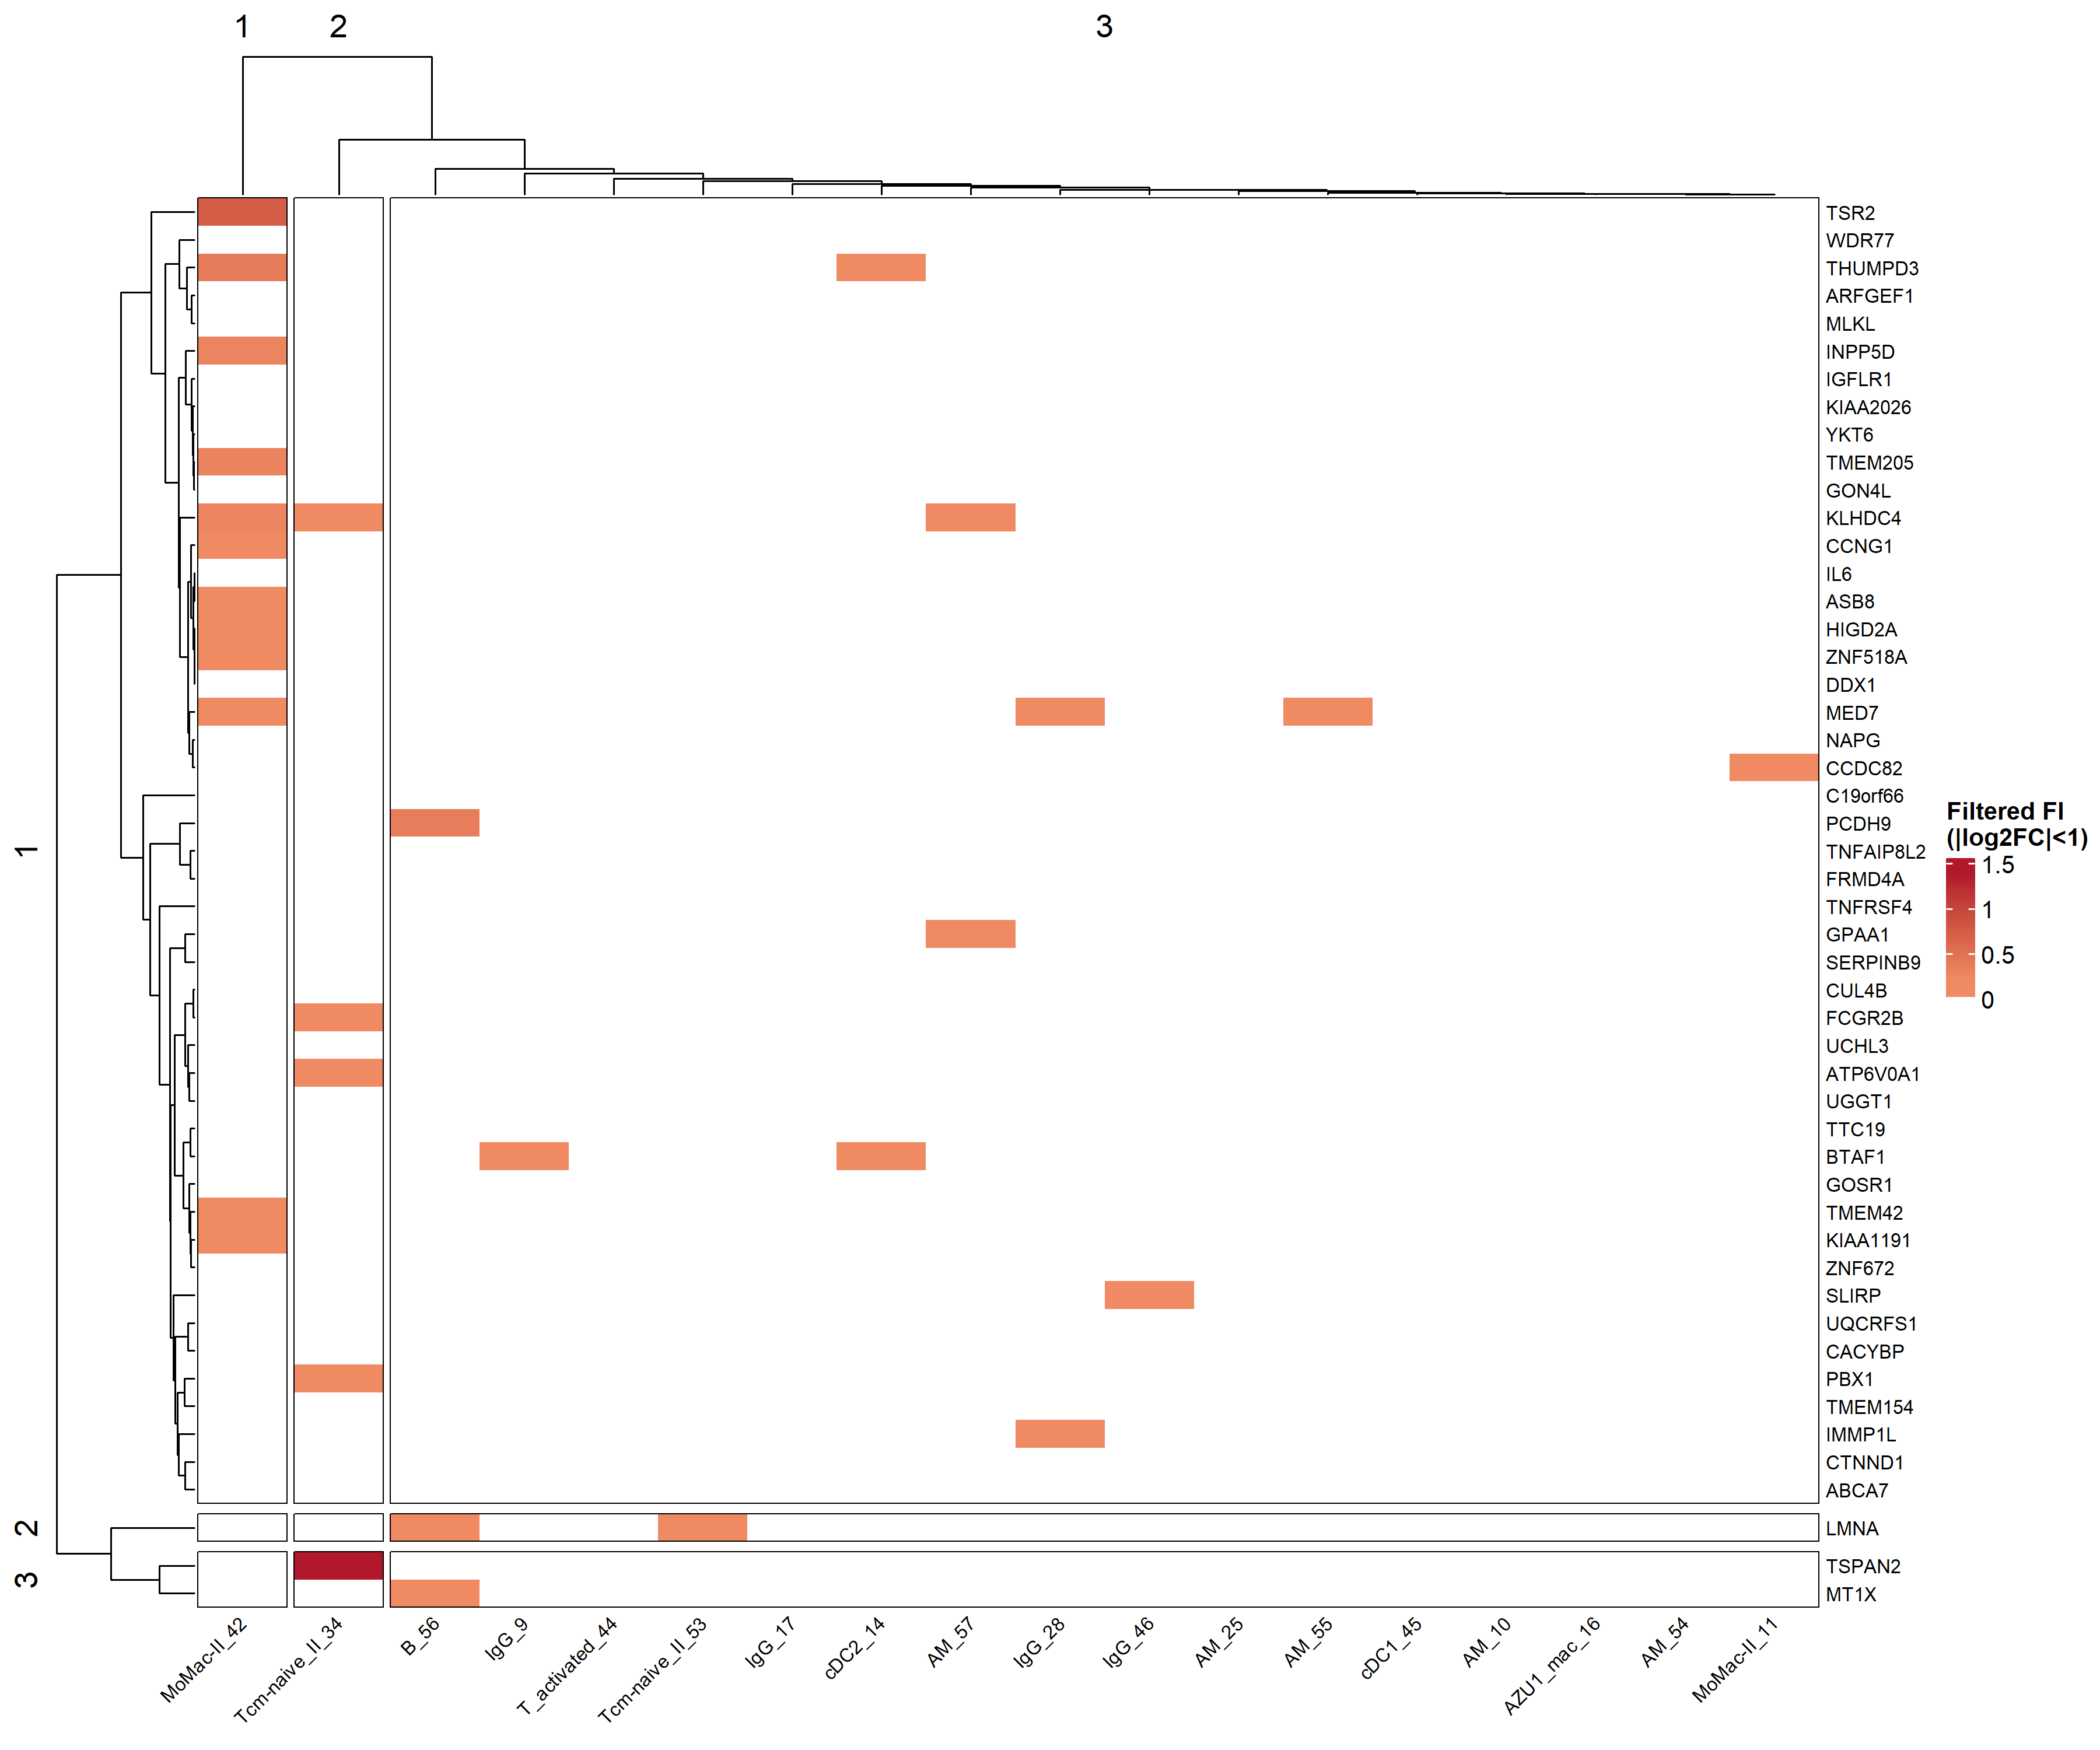 1
2
3
TSR2
WDR77
THUMPD3
ARFGEF1
MLKL
INPP5D
IGFLR1
KIAA2026
YKT6
TMEM205
GON4L
KLHDC4
CCNG1
IL6
ASB8
HIGD2A
ZNF518A
DDX1
MED7
NAPG
CCDC82
C19orf66
PCDH9
TNFAIP8L2
FRMD4A
TNFRSF4
GPAA1
SERPINB9
CUL4B
FCGR2B
UCHL3
ATP6V0A1
UGGT1
TTC19
BTAF1
GOSR1
TMEM42
KIAA1191
ZNF672
SLIRP
UQCRFS1
CACYBP
PBX1
TMEM154
IMMP1L
CTNND1
ABCA7
LMNA
TSPAN2
MT1X
1
2
3
Filtered FI
(|log2FC|<1)
1.5
1
0.5
0
MoMac-II_42
Tcm-naive_II_34
B_56
IgG_9
T_activated_44
Tcm-naive_II_53
IgG_17
cDC2_14
AM_57
IgG_28
IgG_46
AM_25
AM_55
cDC1_45
AM_10
AZU1_mac_16
AM_54
MoMac-II_11